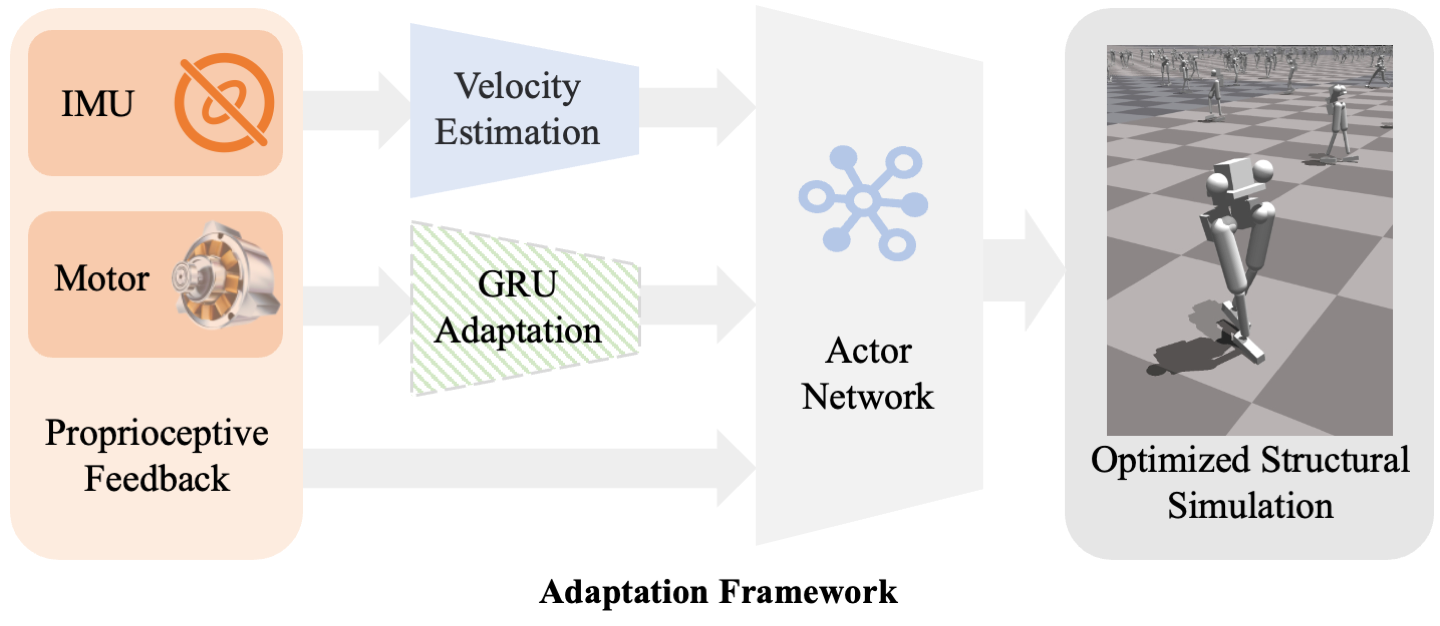 IMU
Motor
Proprioceptive
Feedback
Velocity
Estimation
GRU
Adaptation
Actor
Network
Optimized Structural
Simulation
Adaptation Framework